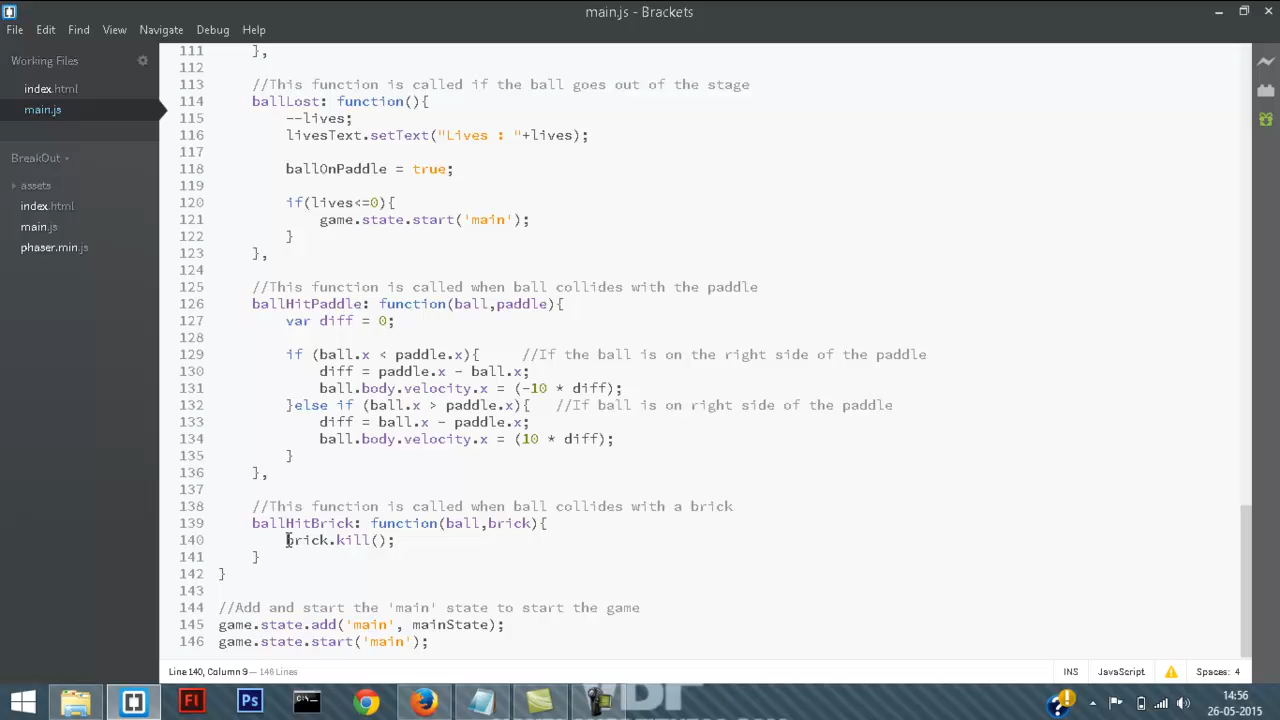 main.js - Brackets
File Edit Find View Navigate Debug Help
Working Files
index.html
main.js
BreakOut
assets
index.html
main.js
phaser.min.js
111 },
112
113 //This function is called if the ball goes out of the stage
114 ballLost: function(){
115 --lives;
116 livesText.setText("Lives : "+lives);
117
118 ballOnPaddle = true;
119
120 if(lives<=0){
121 game.state.start('main');
122 }
123 },
124
125 //This function is called when ball collides with the paddle
126 ballHitPaddle: function(ball,paddle){
127 var diff = 0;
128
129 if (ball.x < paddle.x){ //If the ball is on the right side of the paddle
130 diff = paddle.x - ball.x;
131 ball.body.velocity.x = (-10 * diff);
132 }else if (ball.x > paddle.x){ //If ball is on right side of the paddle
133 diff = ball.x - paddle.x;
134 ball.body.velocity.x = (10 * diff);
135 }
136 },
137
138 //This function is called when ball collides with a brick
139 ballHitBrick: function(ball,brick){
140 brick.kill();
141 }
142 }
143
144 //Add and start the 'main' state to start the game
145 game.state.add('main', mainState);
146 game.state.start('main');
Line 140, Column 9 — 146 Lines
INS JavaScript Spaces: 4
Fl
Ps
14:56
26-05-2015